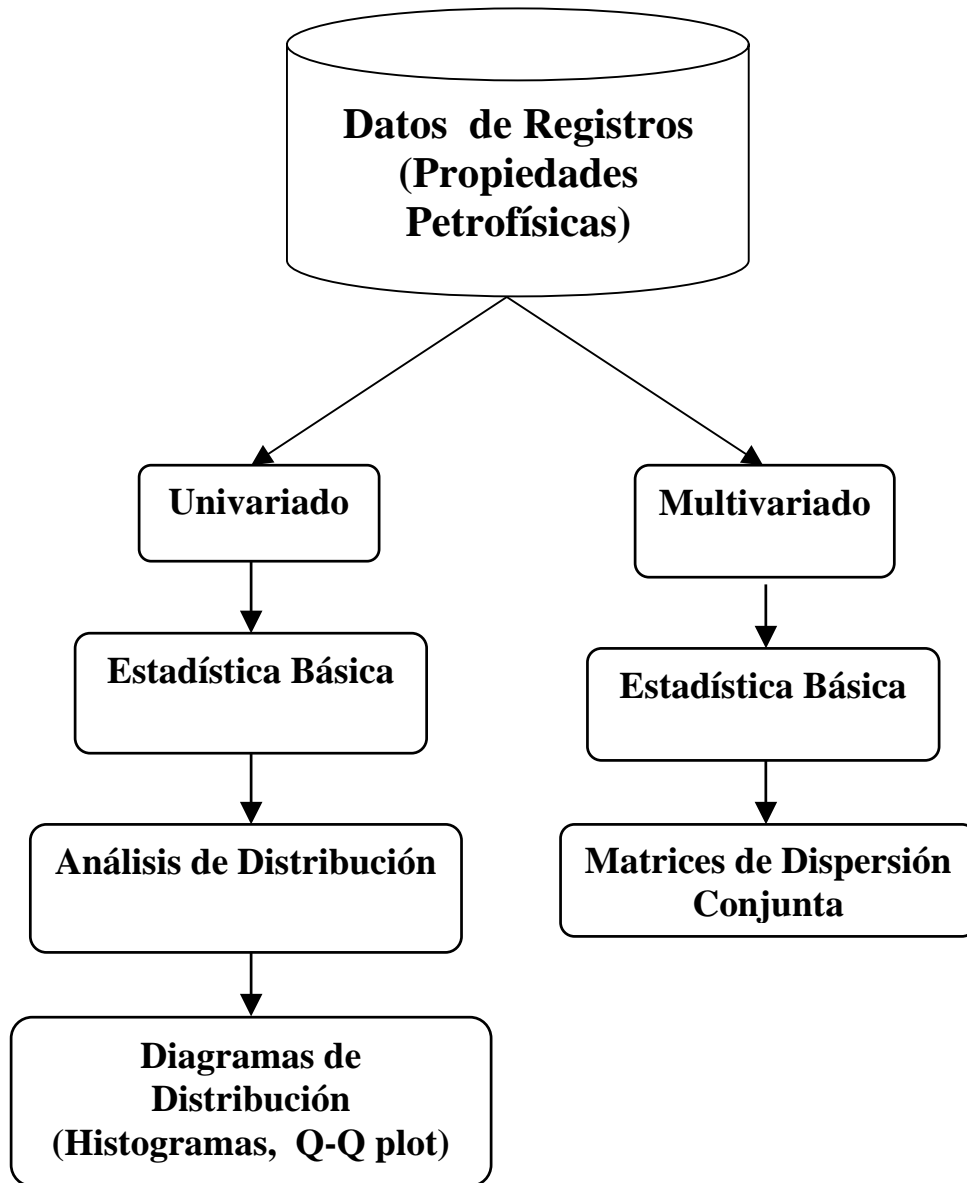 Datos de Registros
(Propiedades
Petrofísicas)
Univariado
Multivariado
Estadística Básica
Estadística Básica
Análisis de Distribución
Matrices de Dispersión
Conjunta
Diagramas de
Distribución
(Histogramas, Q-Q plot)